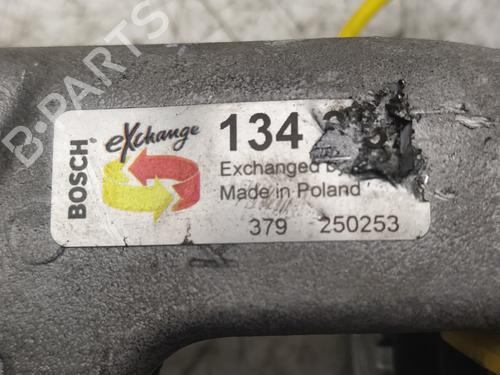 B-PARTS
BOSCH
eXchange
134
Exchanged by
Made in Poland
379 250253